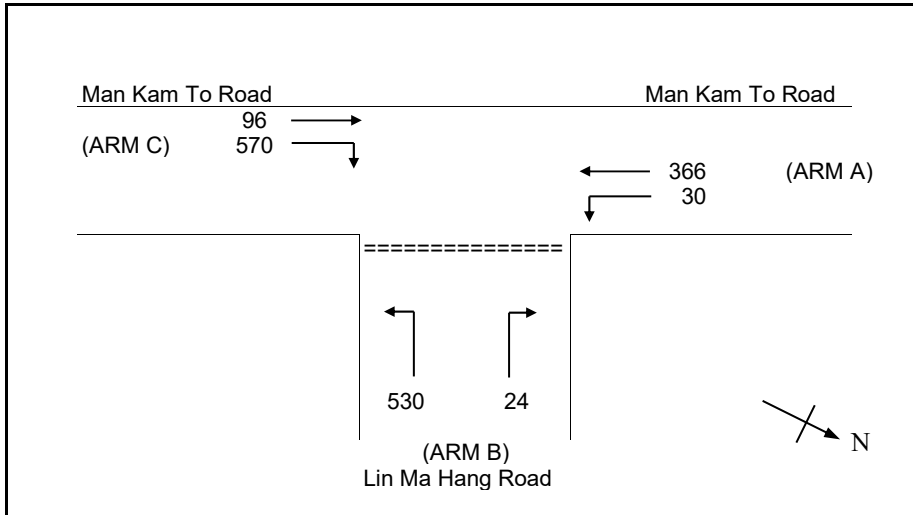 Man Kam To Road
Man Kam To Road
96
(ARM C) 570
366 (ARM A)
30
530 24
(ARM B)
Lin Ma Hang Road
N